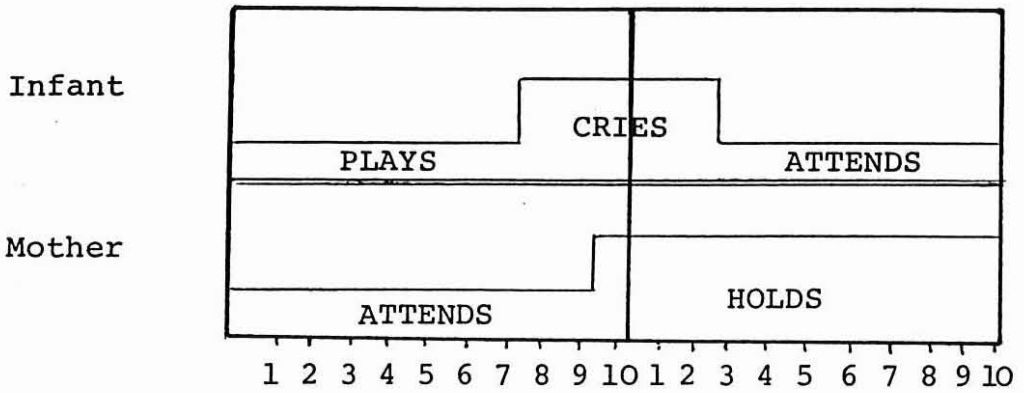 Infant
CRIES
PLAYS ATTENDS
Mother
HOLDS
ATTENDS
1 2 3 4 5 6 7 8 9 10 1 2 3 4 5 6 7 8 9 10